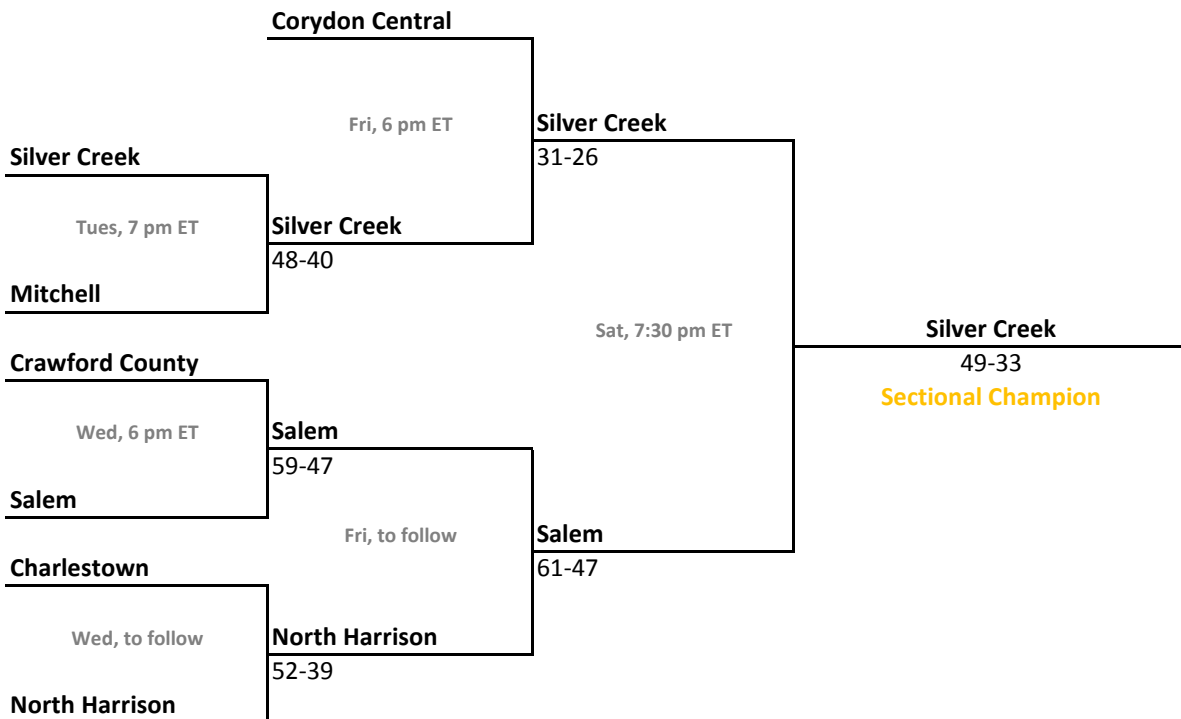 Corydon Central
Fri, 6 pm ET
Silver Creek
31-26
Silver Creek
Tues, 7 pm ET
Silver Creek
48-40
Mitchell
Sat, 7:30 pm ET
Silver Creek
49-33
Sectional Champion
Crawford County
Wed, 6 pm ET
Salem
59-47
Salem
Fri, to follow
Salem
61-47
Charlestown
Wed, to follow
North Harrison
52-39
North Harrison